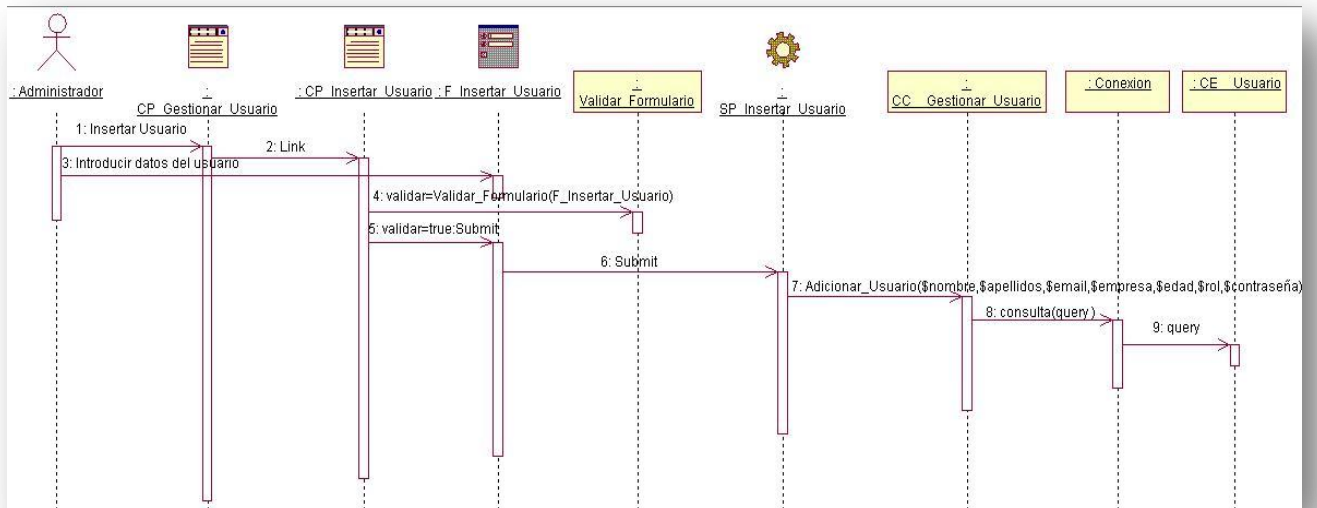 : Administrador
:
CP_Gestionar_Usuario
: CP_Insertar_Usuario
: F_Insertar_Usuario
:
Validar_Formulario
:
SP_Insertar_Usuario
:
CC__Gestionar_Usuario
: Conexion
: CE__Usuario
1: Insertar Usuario
2: Link
3: Introducir datos del usuario
4: validar=Validar_Formulario(F_Insertar_Usuario)
5: validar=true:Submit
6: Submit
7: Adicionar_Usuario($nombre,$apellidos,$email,$empresa,$edad,$rol,$contraseña)
8: consulta(query)
9: query